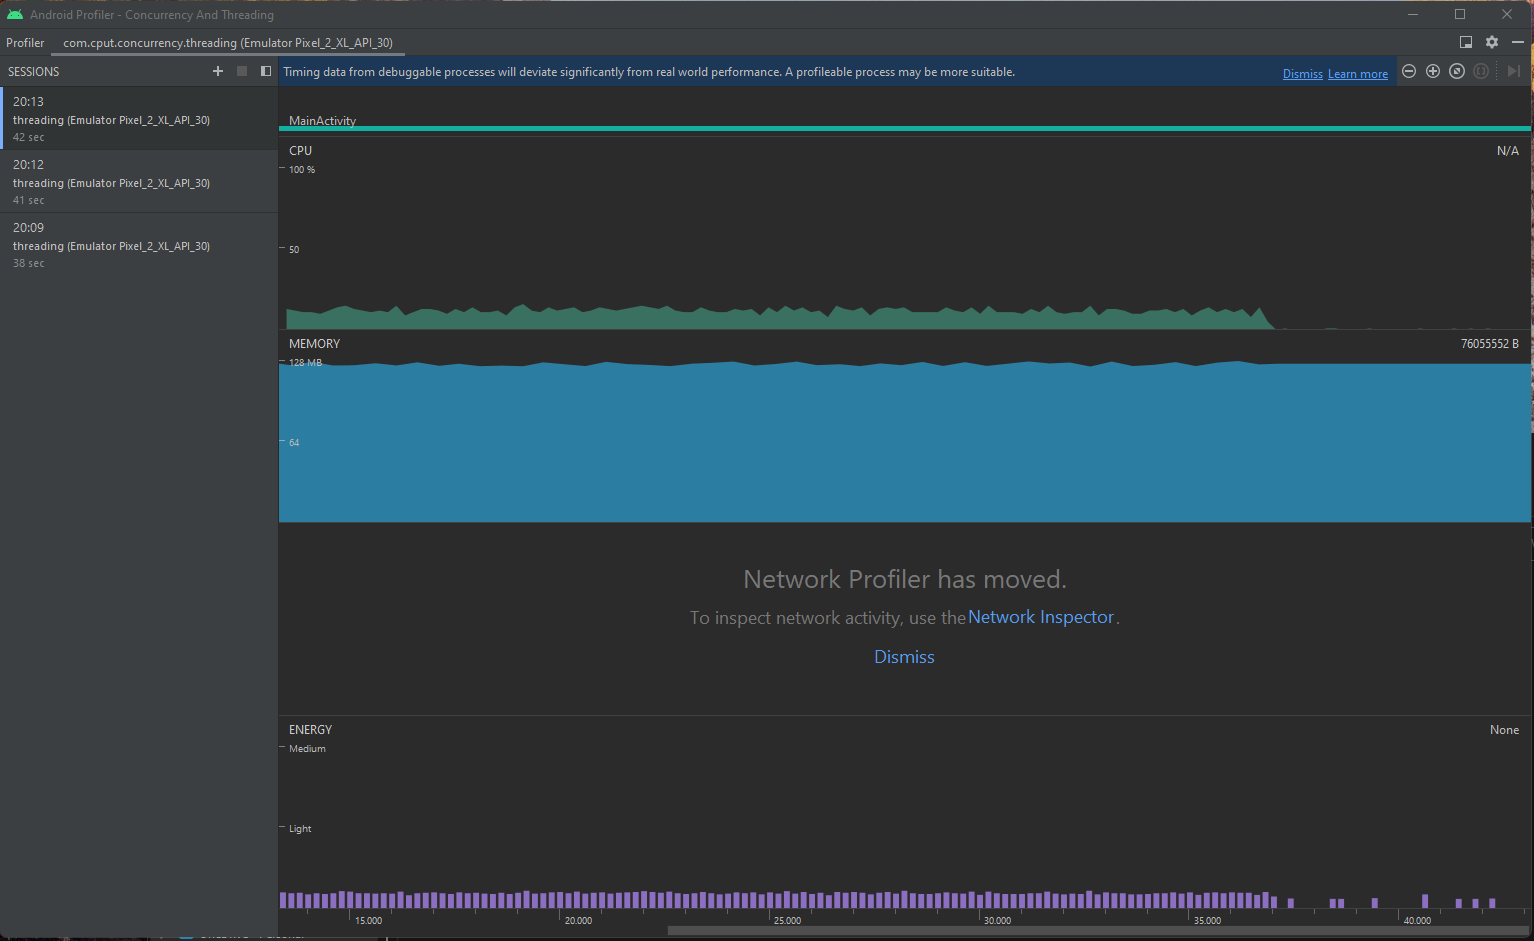 Android Profiler - Concurrency And Threading
Profiler com.cput.concurrency.threading (Emulator Pixel_2_XL_API_30)
SESSIONS
Timing data from debuggable processes will deviate significantly from real world performance. A profileable process may be more suitable.
Dismiss Learn more
20:13
threading (Emulator Pixel_2_XL_API_30)
42 sec
20:12
threading (Emulator Pixel_2_XL_API_30)
41 sec
20:09
threading (Emulator Pixel_2_XL_API_30)
38 sec
MainActivity
CPU N/A
100 %
50
MEMORY 76055552 B
128 MB
64
Network Profiler has moved.
To inspect network activity, use the Network Inspector.
Dismiss
ENERGY None
Medium
Light
15.000 20.000 25.000 30.000 35.000 40.000